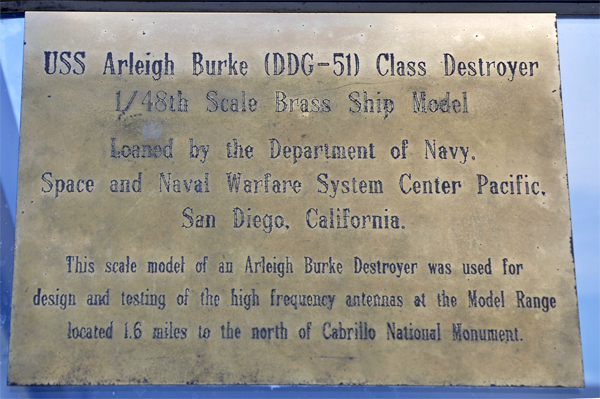 USS Arleigh Burke (DDG-51) Class Destroyer
1/48th Scale Brass Ship Model
Loaned by the Department of Navy,
Space and Naval Warfare System Center Pacific,
San Diego, California.
This scale model of an Arleigh Burke Destroyer was used for
design and testing of the high frequency antennas at the Model Range
located 1.6 miles to the north of Cabrillo National Monument.